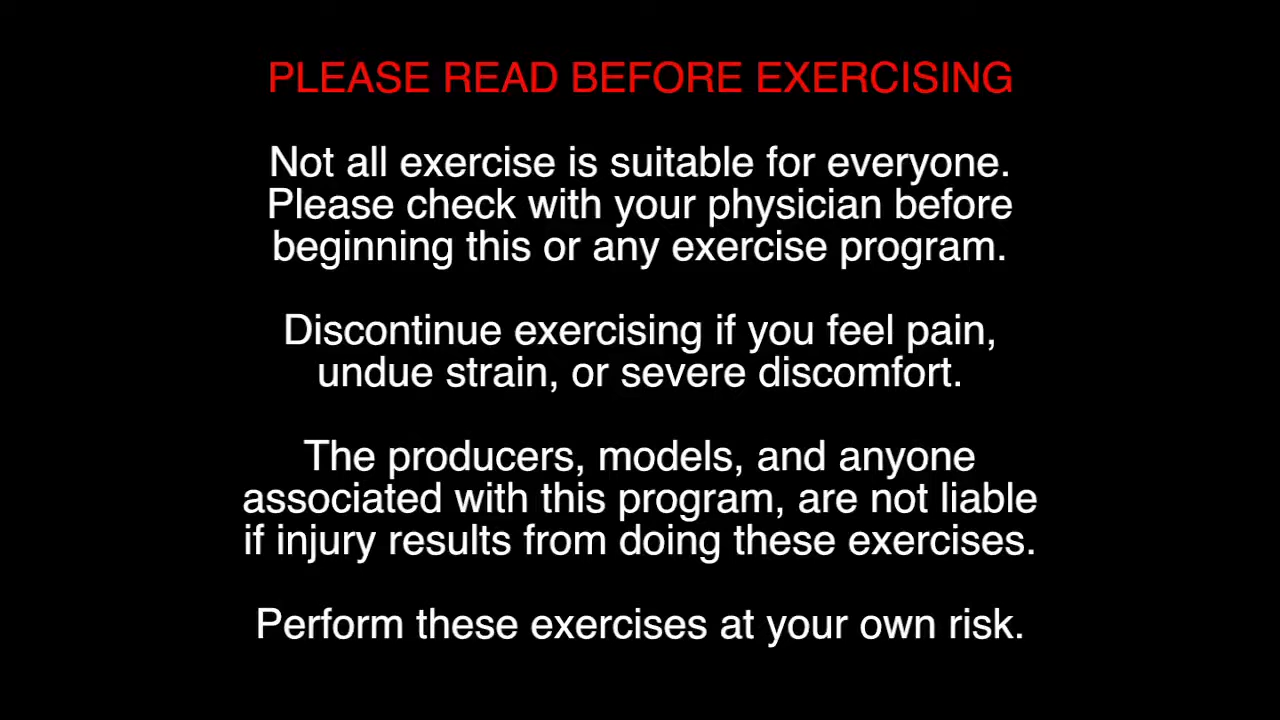 PLEASE READ BEFORE EXERCISING
Not all exercise is suitable for everyone.
Please check with your physician before
beginning this or any exercise program.
Discontinue exercising if you feel pain,
undue strain, or severe discomfort.
The producers, models, and anyone
associated with this program, are not liable
if injury results from doing these exercises.
Perform these exercises at your own risk.